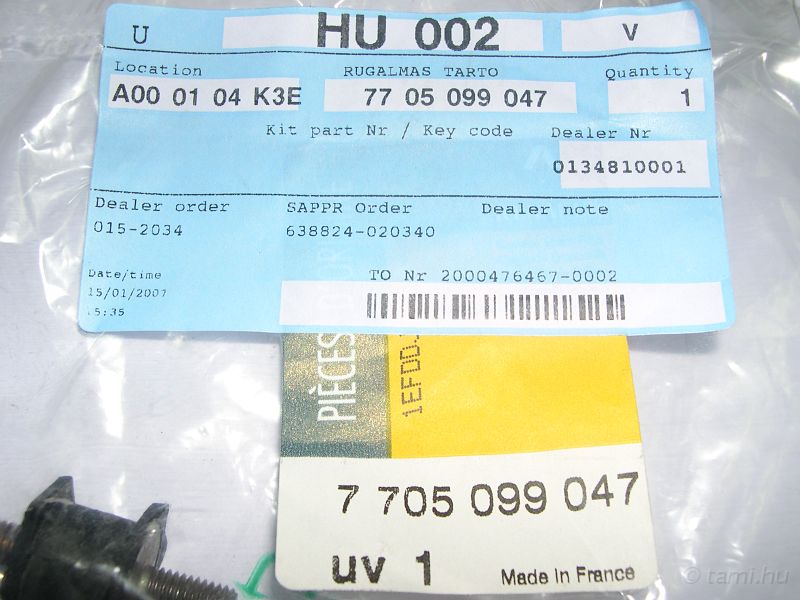 U HU 002 V
Location RUGALMAS TARTO Quantity
A00 01 04 K3E 77 05 099 047 1
Kit part Nr / Key code Dealer Nr
0134810001
Dealer order SAPPR Order Dealer note
015-2034 638824-020340
Date/time TO Nr 2000476467-0002
15/01/2007
15:35
PIÈCES
7 705 099 047
uv 1 Made in France
© tami.hu